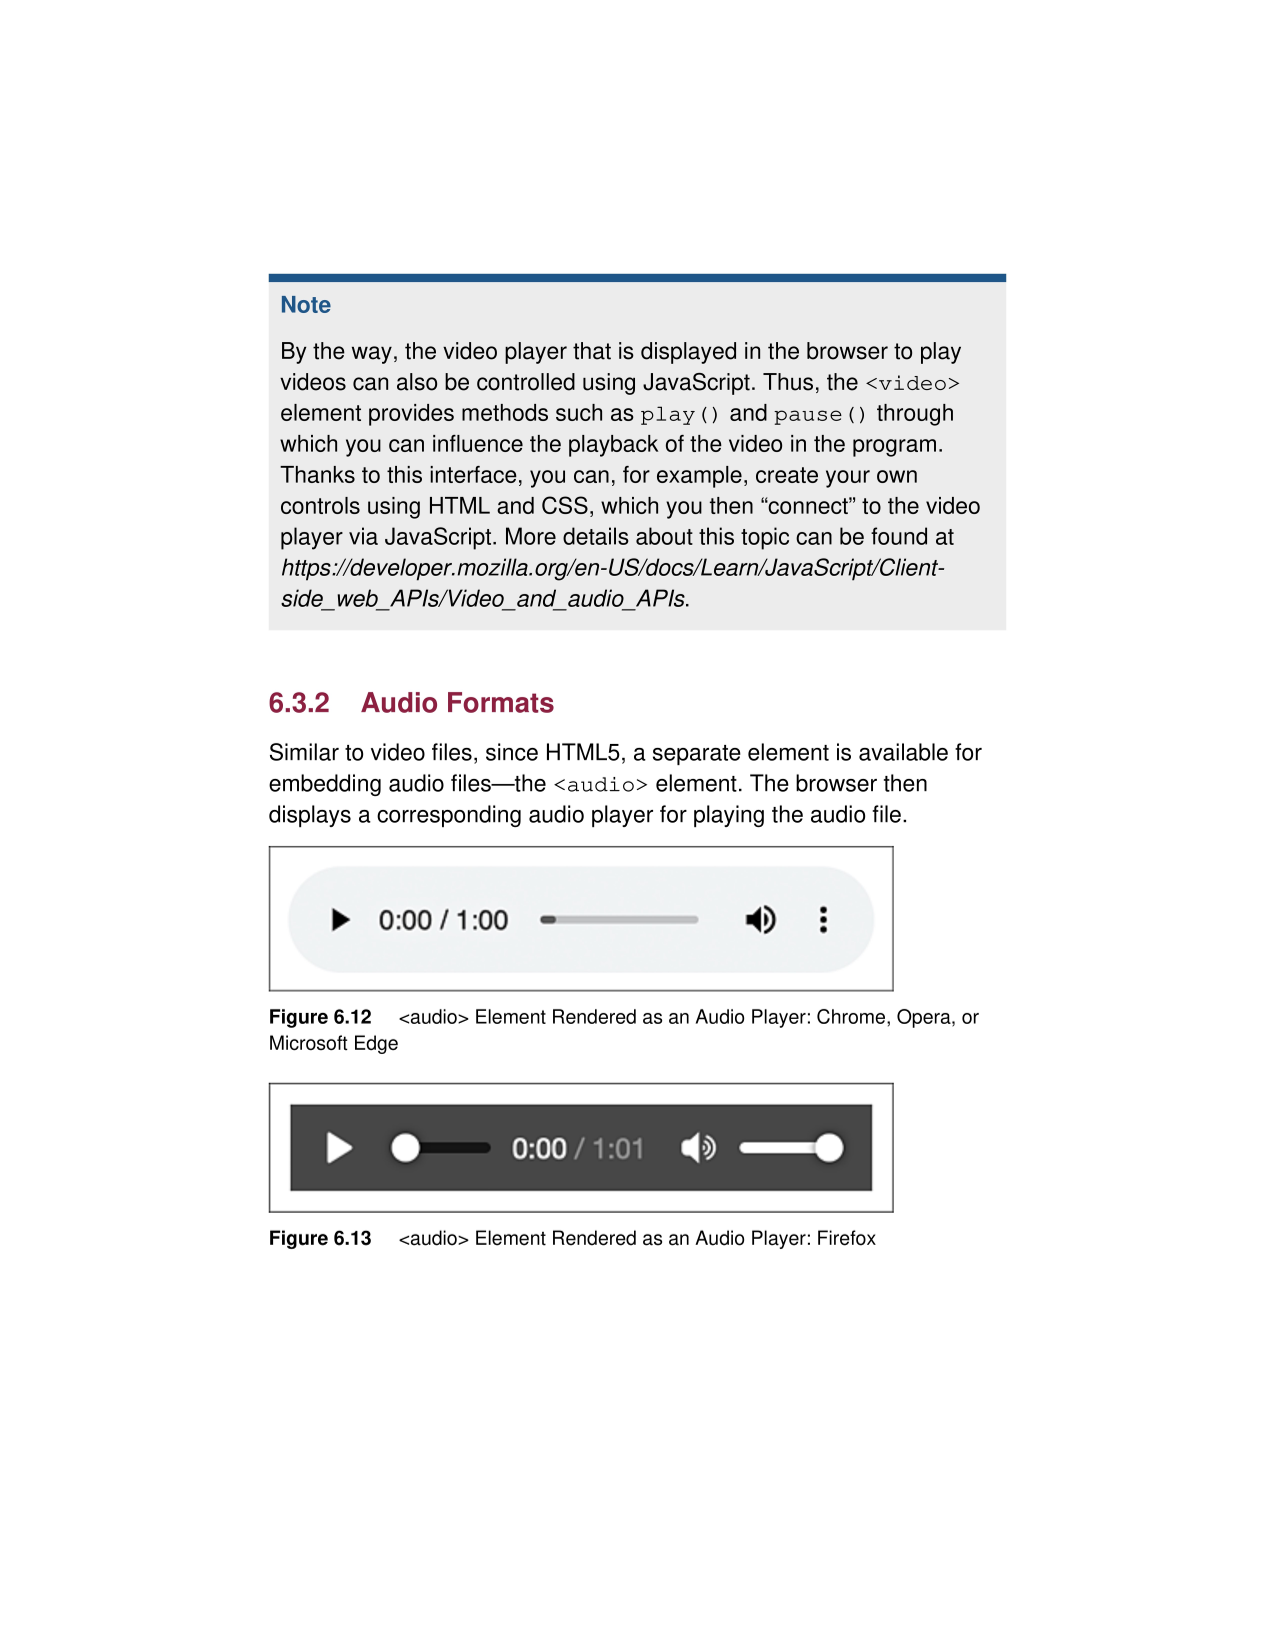 Note
By the way, the video player that is displayed in the browser to play
videos can also be controlled using JavaScript. Thus, the <video>
element provides methods such as play() and pause() through
which you can influence the playback of the video in the program.
Thanks to this interface, you can, for example, create your own
controls using HTML and CSS, which you then “connect” to the video
player via JavaScript. More details about this topic can be found at
https://developer.mozilla.org/en-US/docs/Learn/JavaScript/Client-
side_web_APIs/Video_and_audio_APIs.
6.3.2 Audio Formats
Similar to video files, since HTML5, a separate element is available for
embedding audio files—the <audio> element. The browser then
displays a corresponding audio player for playing the audio file.
0:00 / 1:00
Figure 6.12 <audio> Element Rendered as an Audio Player: Chrome, Opera, or
Microsoft Edge
0:00 / 1:01
Figure 6.13 <audio> Element Rendered as an Audio Player: Firefox